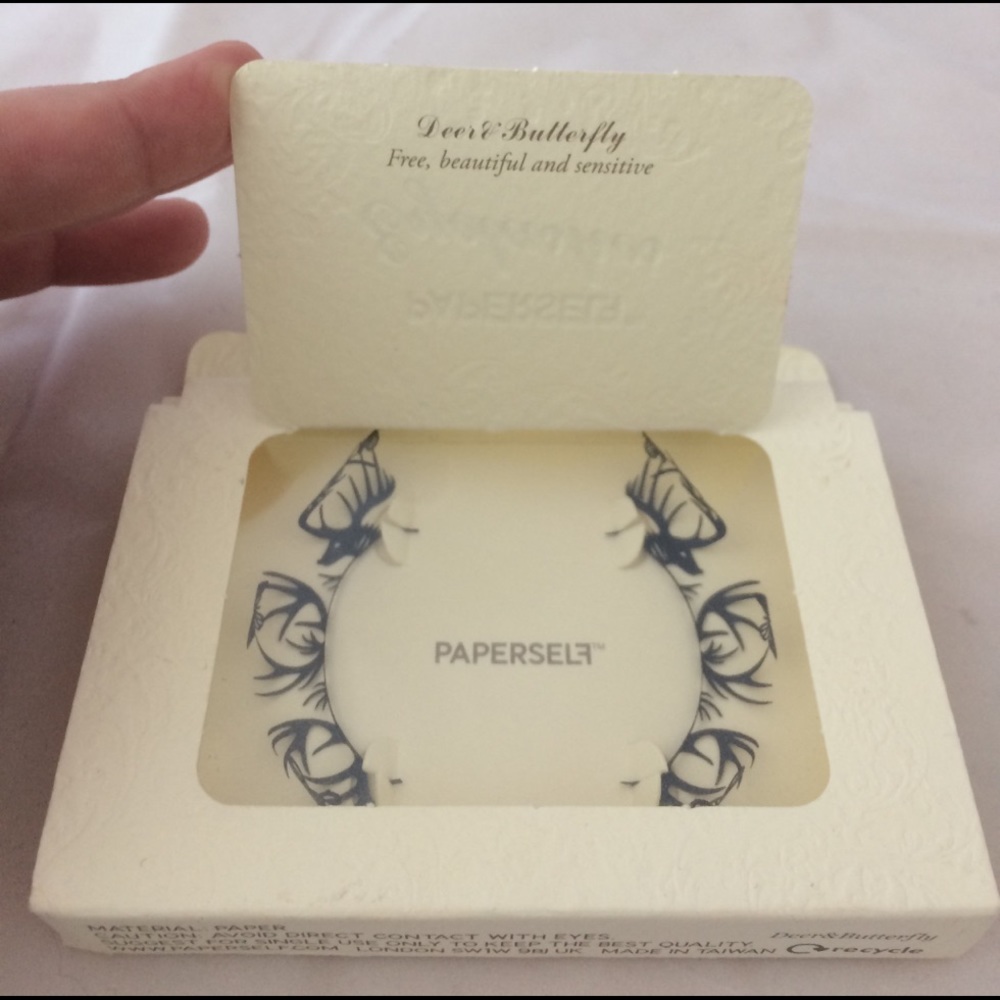 Deer&Butterfly
Free, beautiful and sensitive
PAPERSELF
PAPERSELF™
MATERIAL: PAPER
CAUTION: AVOID DIRECT CONTACT WITH EYES.
SUGGEST FOR SINGLE USE ONLY TO KEEP THE BEST QUALITY.
WWW.PAPERSELF.COM LONDON SW1W 9BJ UK MADE IN TAIWAN
Deer&Butterfly
recycle